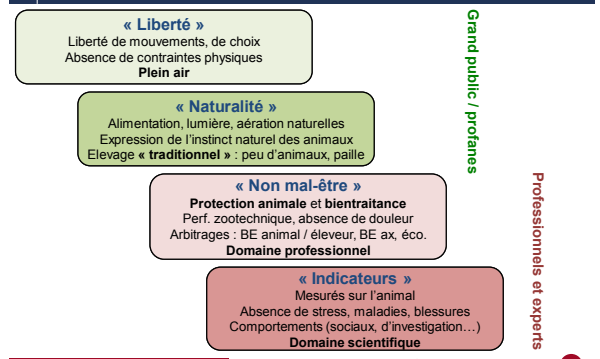 « Liberté »
Liberté de mouvements, de choix
Absence de contraintes physiques
Plein air
« Naturalité »
Alimentation, lumière, aération naturelles
Expression de l'instinct naturel des animaux
Elevage « traditionnel » : peu d'animaux, paille
« Non mal-être »
Protection animale et bientraitance
Perf. zootechnique, absence de douleur
Arbitrages : BE animal / éleveur, BE ax, éco.
Domaine professionnel
« Indicateurs »
Mesurés sur l'animal
Absence de stress, maladies, blessures
Comportements (sociaux, d'investigation…)
Domaine scientifique
Grand public / profanes
Professionnels et experts